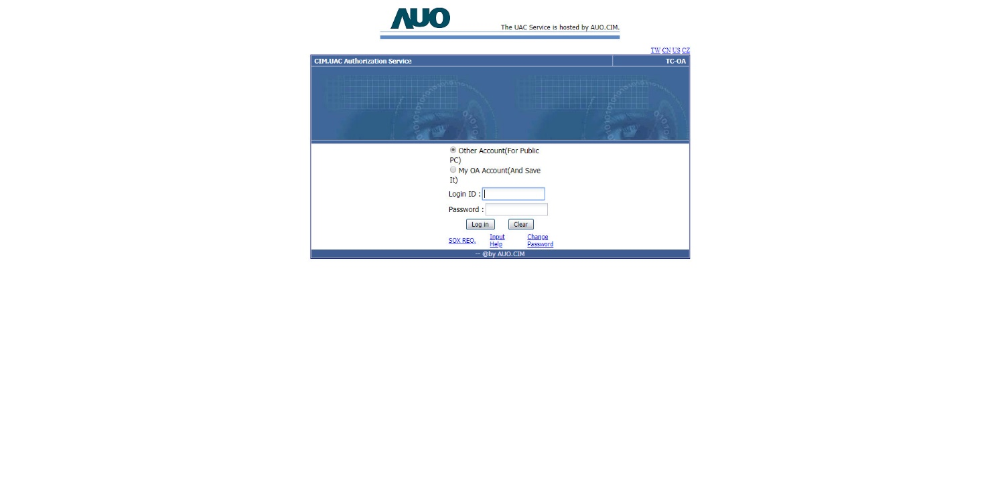 AUO
The UAC Service is hosted by AUO.CIM.
TW CN US CZ
CIM.UAC Authorization Service
TC-OA
Other Account(For Public
PC)
My OA Account(And Save
It)
Login ID :
Password :
Log in Clear
SOX REQ. Input Help Change Password
-- @by AUO.CIM